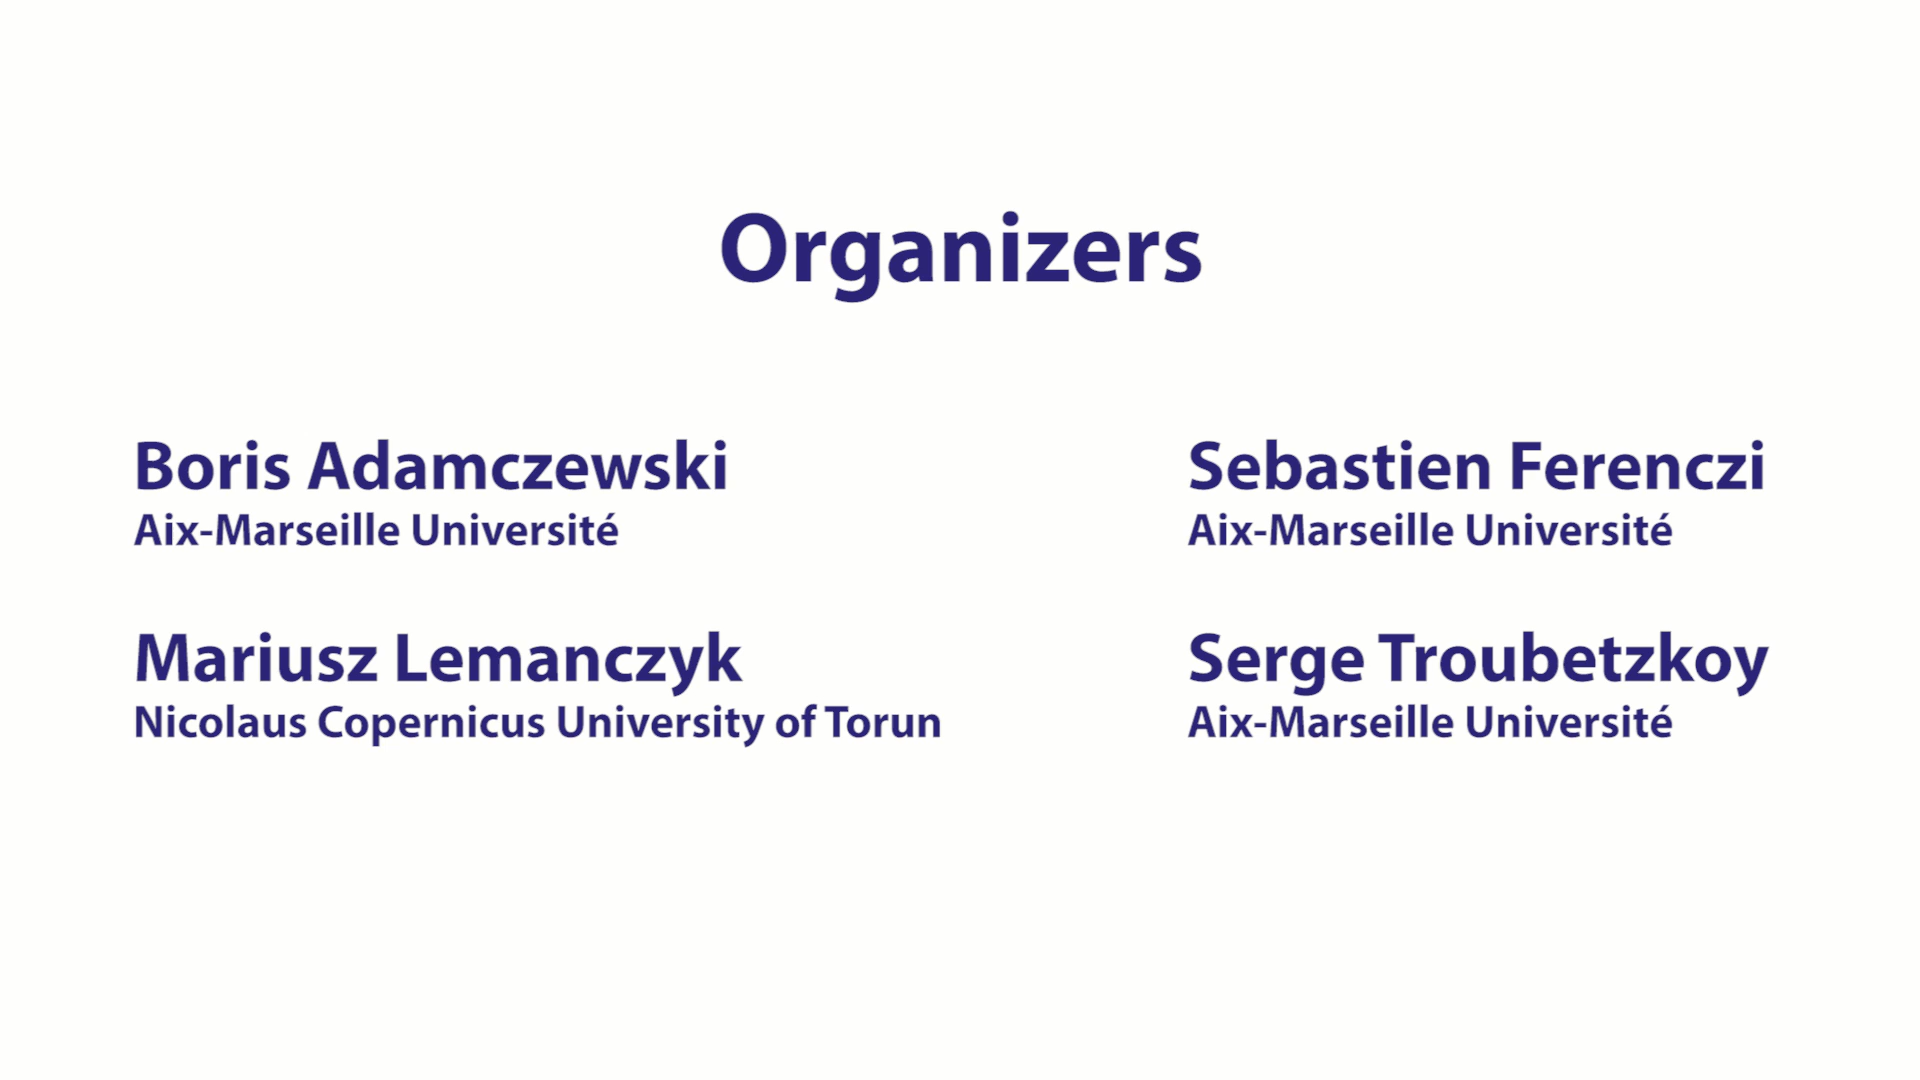 Organizers
Boris Adamczewski
Aix-Marseille Université
Sebastien Ferenczi
Aix-Marseille Université
Mariusz Lemanczyk
Nicolaus Copernicus University of Torun
Serge Troubetzkoy
Aix-Marseille Université